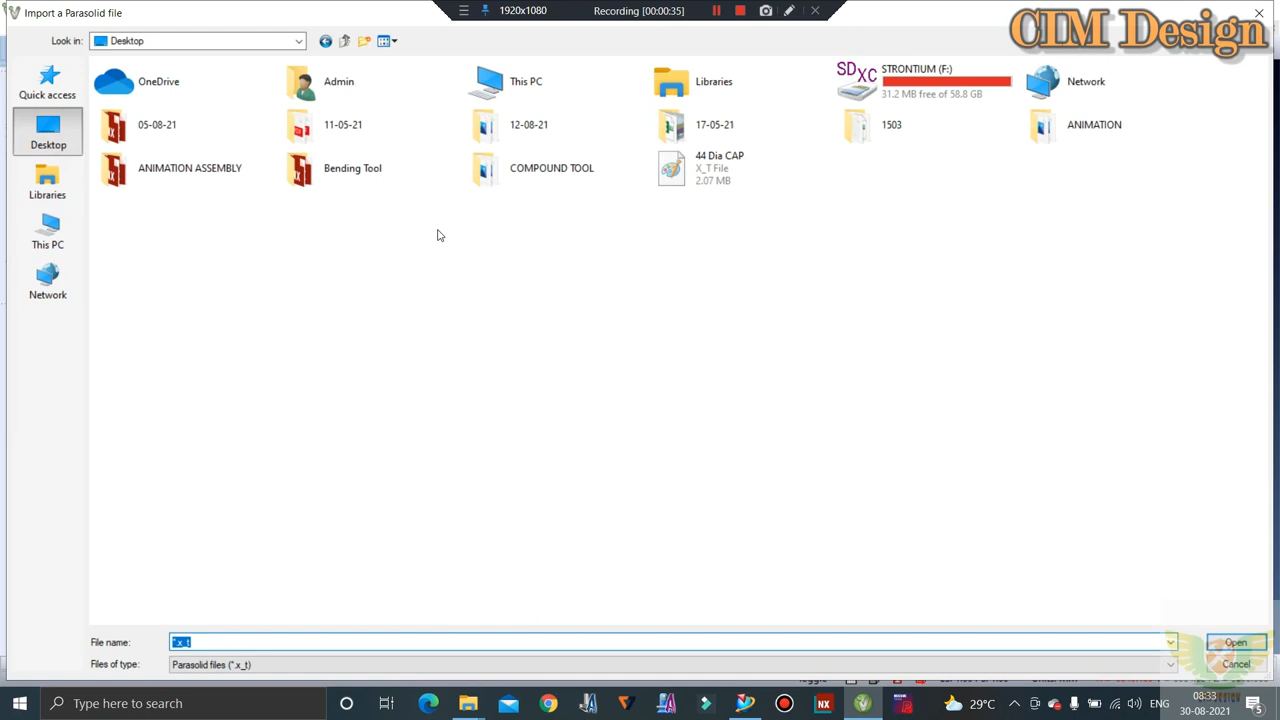 Import a Parasolid file
1920x1080
Recording [00:00:35]
CIM Design
Look in:
Desktop
Quick access
Desktop
Libraries
This PC
Network
OneDrive
Admin
This PC
Libraries
SDxc
STRONTIUM (F:)
31.2 MB free of 58.8 GB
Network
05-08-21
11-05-21
12-08-21
17-05-21
1503
ANIMATION
ANIMATION ASSEMBLY
Bending Tool
COMPOUND TOOL
44 Dia CAP
X_T File
2.07 MB
File name:
*.x_t
Open
Files of type:
Parasolid files (*.x_t)
Cancel
Type here to search
NX
29°C
ENG
08:33
30-08-2021
5